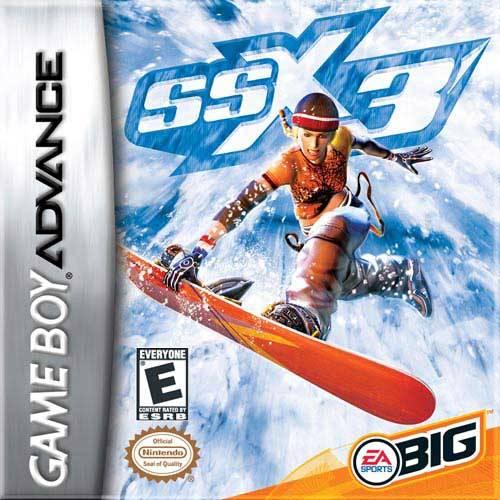 GAME BOY ADVANCE
SSX3
EVERYONE
E
CONTENT RATED BY
ESRB
Official
Nintendo
Seal of Quality
EA
SPORTS
BIG